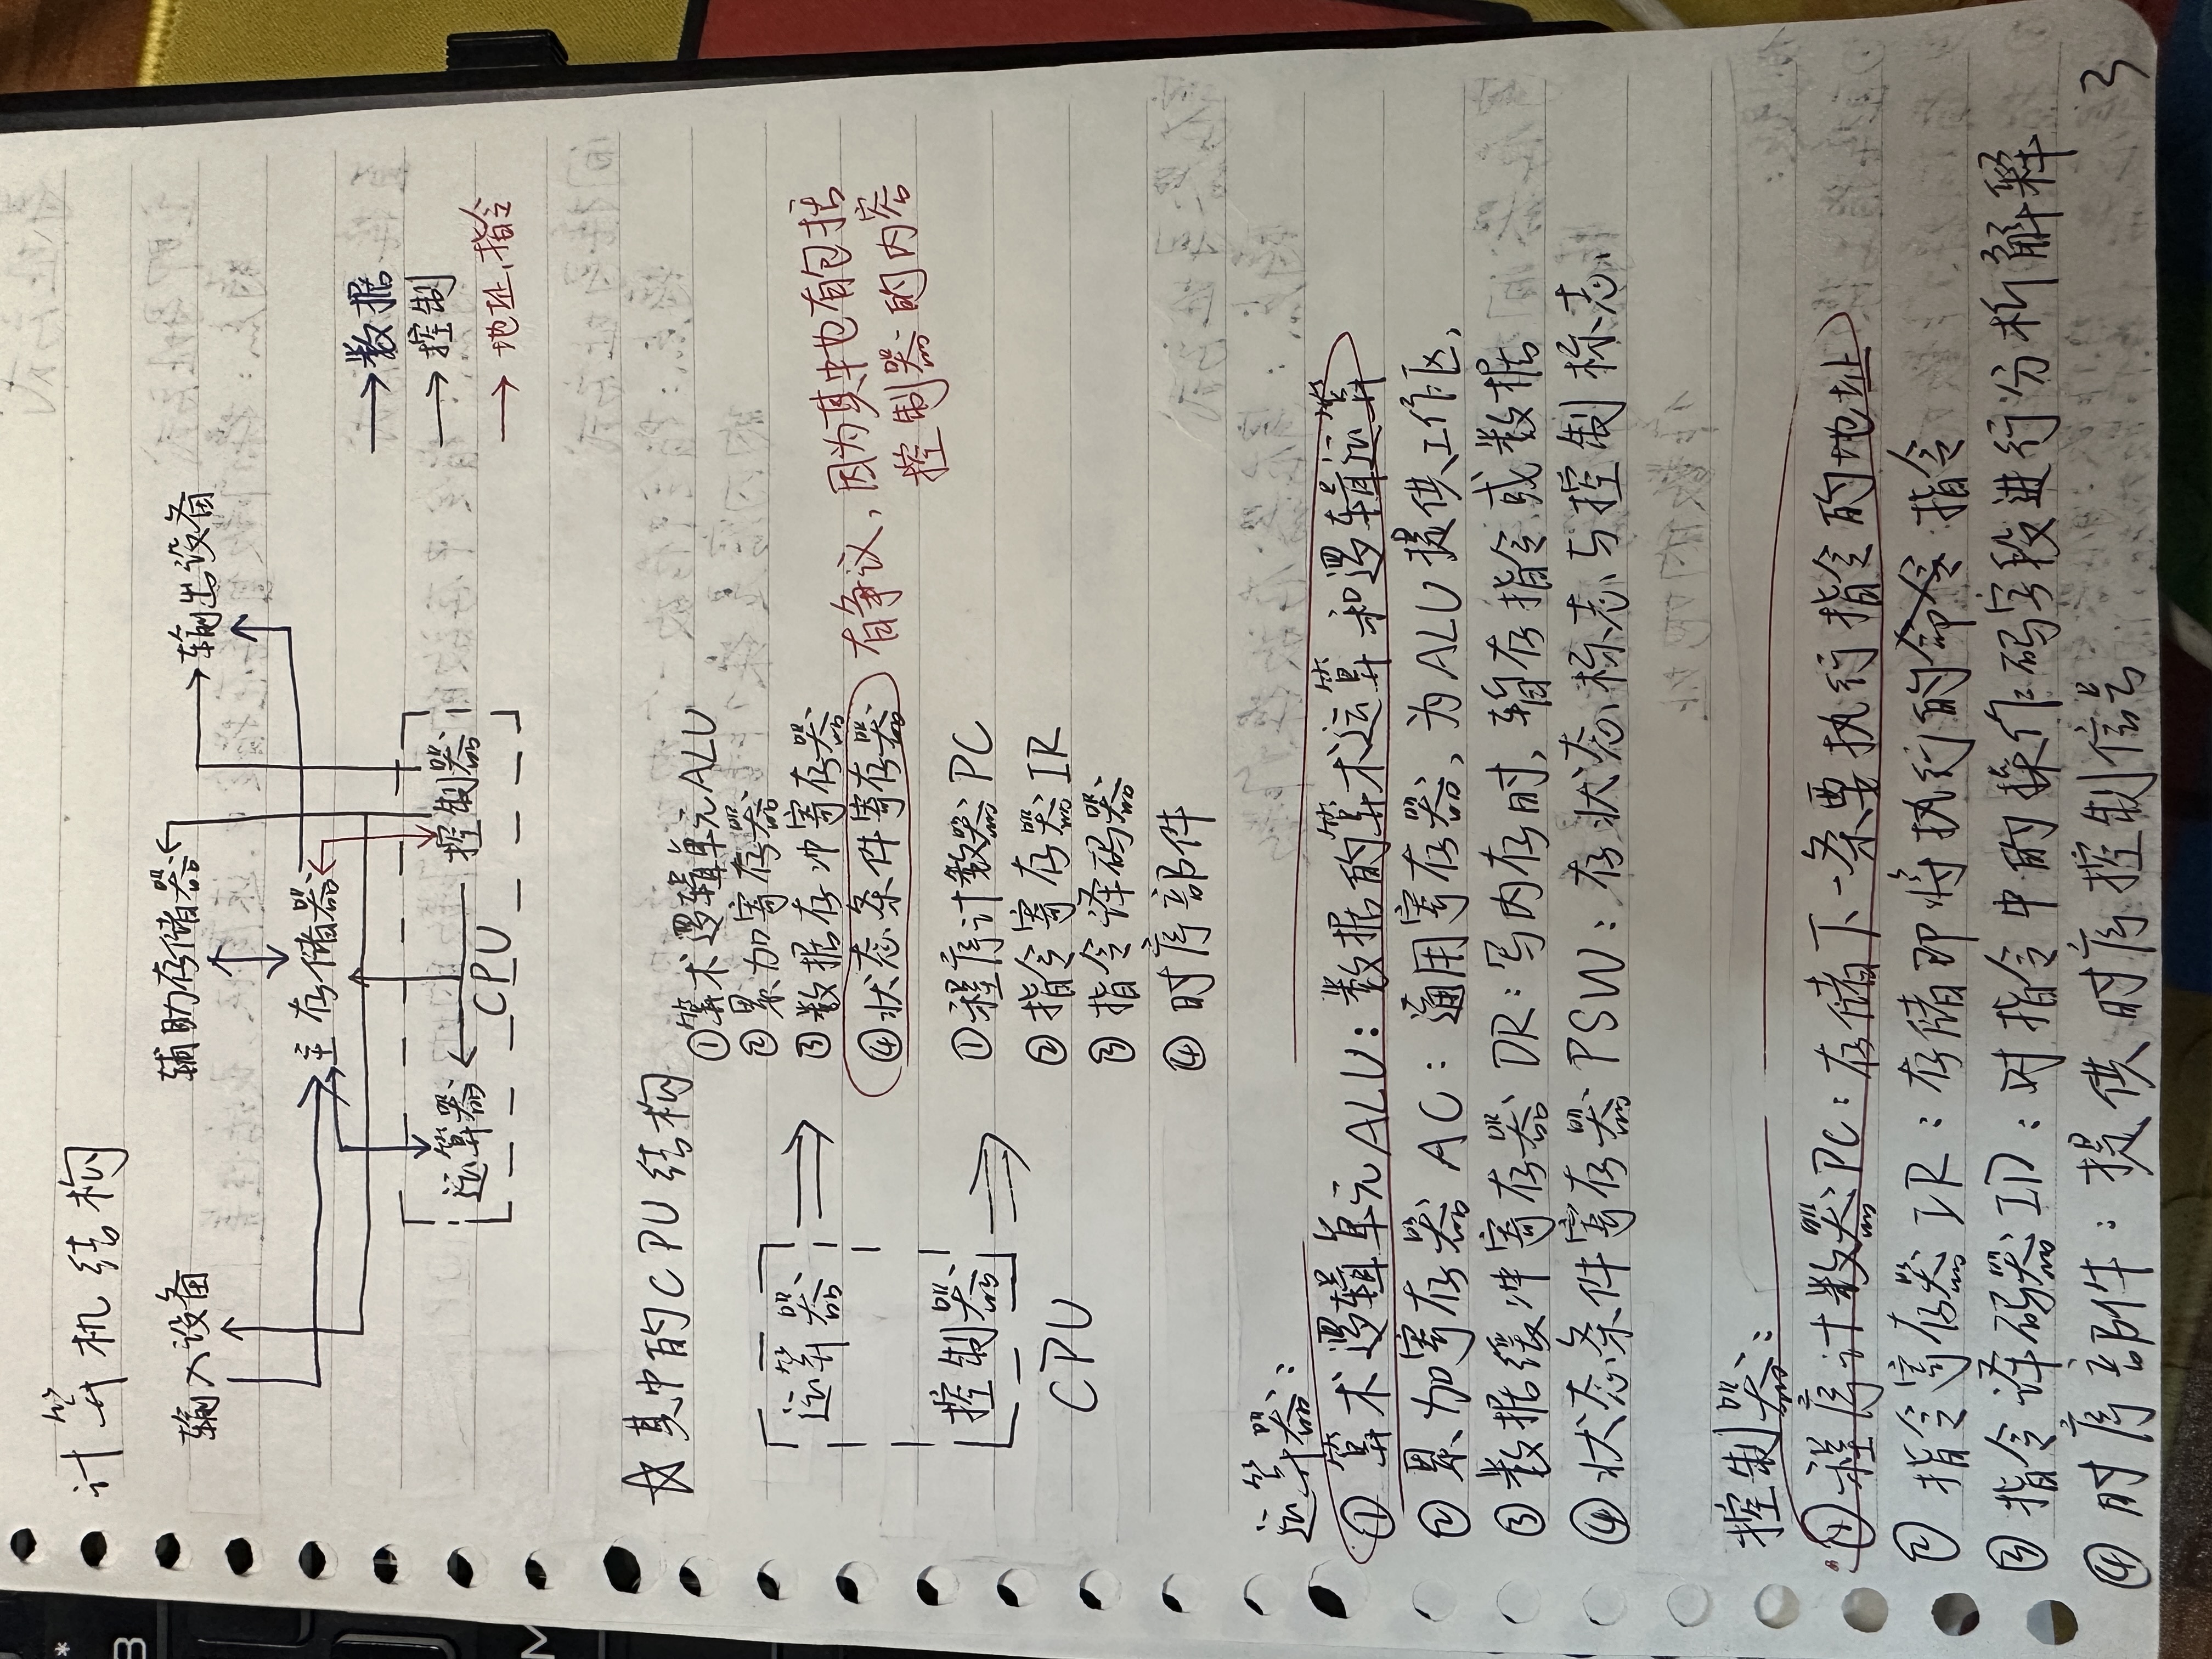 计算机结构
输入设备 辅助存储器 输出设备
主存储器
数据
控制
运算器 控制器
CPU
地址、指令
☆其中的CPU结构
①算术逻辑单元ALU
②累加寄存器
运算器
③数据存冲寄存器
④状态条件寄存器 有争议,因为其中也有包括
控制器的内容
控制器
①程序计数器PC
②指令寄存器IR
CPU
③指令译码器
④时序部件
运算器:
①算术逻辑单元ALU:数据的算术运算和逻辑运算
②累加寄存器 AC:通用寄存器,为ALU提供工作区,
③数据缓冲寄存器 DR:写内存时,暂存指令或数据
④状态条件寄存器PSW:存状态标志与控制标志
控制器:
①程序计数器PC:存储下一条要执行指令的地址
②指令寄存器IR:存储即将执行的命令 指令
③指令译码器ID:对指令中的操作码字段进行分析解释
④时序部件:提供时序控制信号
3